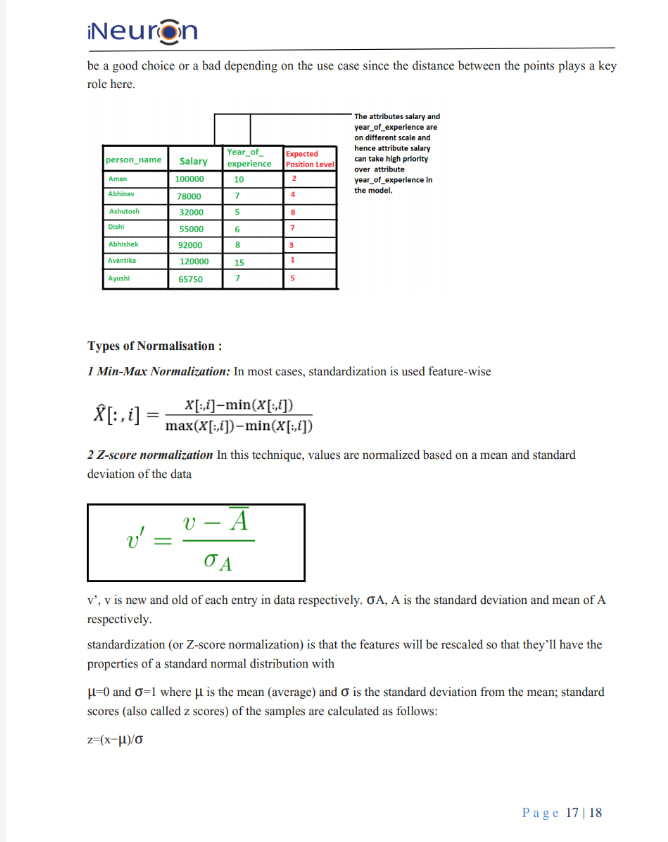 iNeuron
be a good choice or a bad depending on the use case since the distance between the points plays a key
role here.
The attributes salary and
year_of_experience are
on different scale and
hence attribute salary
can take high priority
over attribute
year_of_experience in
the model.
person_name Salary Year_of_ experience Expected Position Level
Aman 100000 10 2
Abhinav 78000 7 4
Ashutosh 32000 5 8
Dishi 55000 6 7
Abhishek 92000 8 3
Avantika 120000 15 1
Ayushi 65750 7 5
Types of Normalisation :
1 Min-Max Normalization: In most cases, standardization is used feature-wise
X̂[:,i] = (X[:,i]−min(X[:,i])) / (max(X[:,i])−min(X[:,i]))
2 Z-score normalization In this technique, values are normalized based on a mean and standard
deviation of the data
v' = (v − A̅) / σ_A
v', v is new and old of each entry in data respectively. σA, A is the standard deviation and mean of A
respectively.
standardization (or Z-score normalization) is that the features will be rescaled so that they'll have the
properties of a standard normal distribution with
μ=0 and σ=1 where μ is the mean (average) and σ is the standard deviation from the mean; standard
scores (also called z scores) of the samples are calculated as follows:
z=(x−μ)/σ
Page 17 | 18